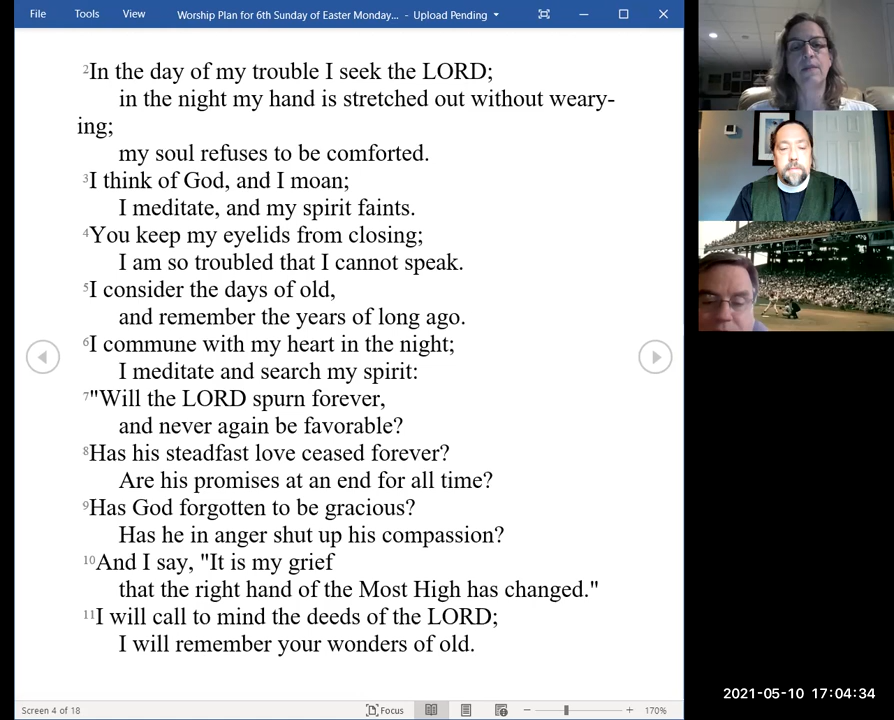 File Tools View Worship Plan for 6th Sunday of Easter Monday... - Upload Pending
2In the day of my trouble I seek the LORD;
in the night my hand is stretched out without weary-
ing;
my soul refuses to be comforted.
3I think of God, and I moan;
I meditate, and my spirit faints.
4You keep my eyelids from closing;
I am so troubled that I cannot speak.
5I consider the days of old,
and remember the years of long ago.
6I commune with my heart in the night;
I meditate and search my spirit:
7"Will the LORD spurn forever,
and never again be favorable?
8Has his steadfast love ceased forever?
Are his promises at an end for all time?
9Has God forgotten to be gracious?
Has he in anger shut up his compassion?
10And I say, "It is my grief
that the right hand of the Most High has changed."
11I will call to mind the deeds of the LORD;
I will remember your wonders of old.
Screen 4 of 18 Focus 170%
2021-05-10 17:04:34